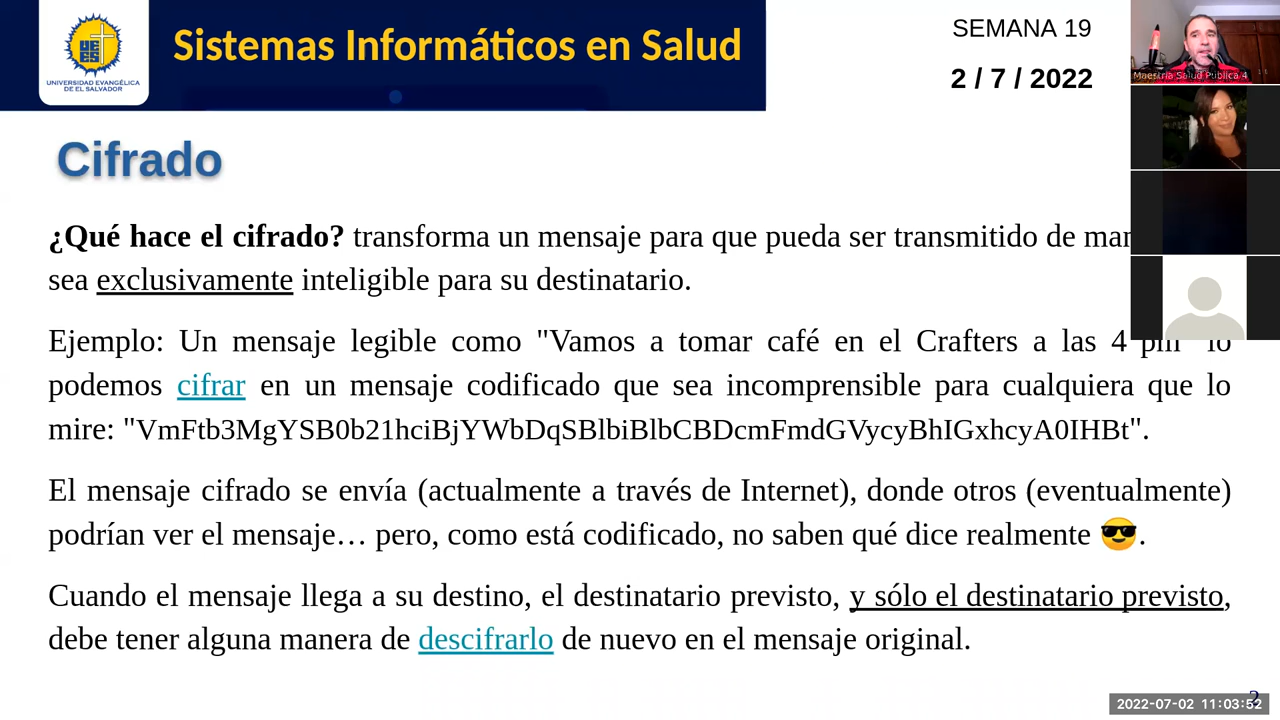 UNIVERSIDAD EVANGÉLICA
DE EL SALVADOR
Sistemas Informáticos en Salud
SEMANA 19
2 / 7 / 2022
Maestría Salud Pública 4
Cifrado
¿Qué hace el cifrado? transforma un mensaje para que pueda ser transmitido de
sea exclusivamente inteligible para su destinatario.
Ejemplo: Un mensaje legible como "Vamos a tomar café en el Crafters a las 4 pm" lo
podemos cifrar en un mensaje codificado que sea incomprensible para cualquiera que lo
mire: "VmFtb3MgYSB0b21hciBjYWbDqSBlbiBlbCBDcmFmdGVycyBhIGxhcyA0IHBt".
El mensaje cifrado se envía (actualmente a través de Internet), donde otros (eventualmente)
podrían ver el mensaje… pero, como está codificado, no saben qué dice realmente 😎.
Cuando el mensaje llega a su destino, el destinatario previsto, y sólo el destinatario previsto,
debe tener alguna manera de descifrarlo de nuevo en el mensaje original.
2
2022-07-02 11:03:52